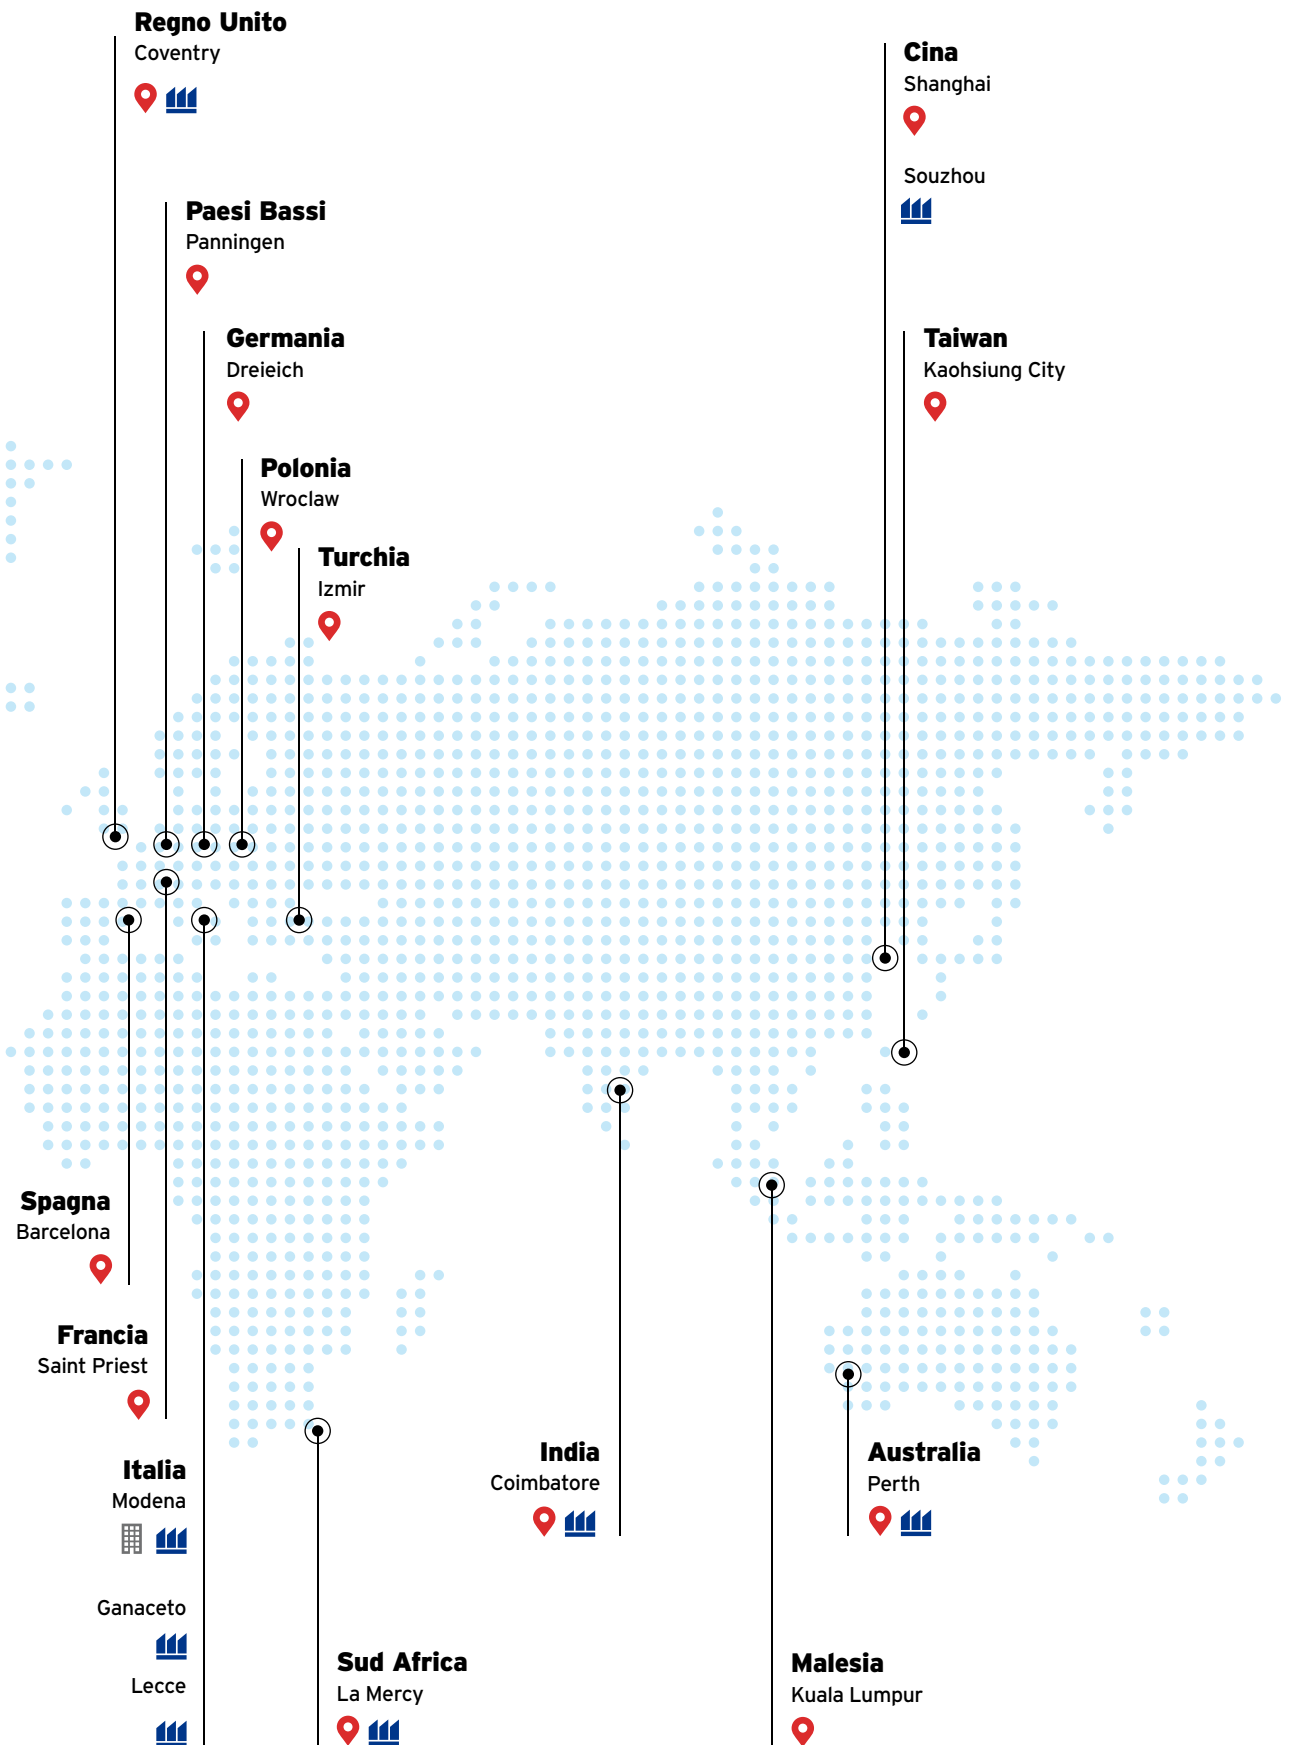 Regno Unito
Coventry
Cina
Shanghai
Souzhou
Paesi Bassi
Panningen
Germania
Dreieich
Taiwan
Kaohsiung City
Polonia
Wroclaw
Turchia
Izmir
Spagna
Barcelona
Francia
Saint Priest
Italia
Modena
Ganaceto
Lecce
India
Coimbatore
Australia
Perth
Sud Africa
La Mercy
Malesia
Kuala Lumpur